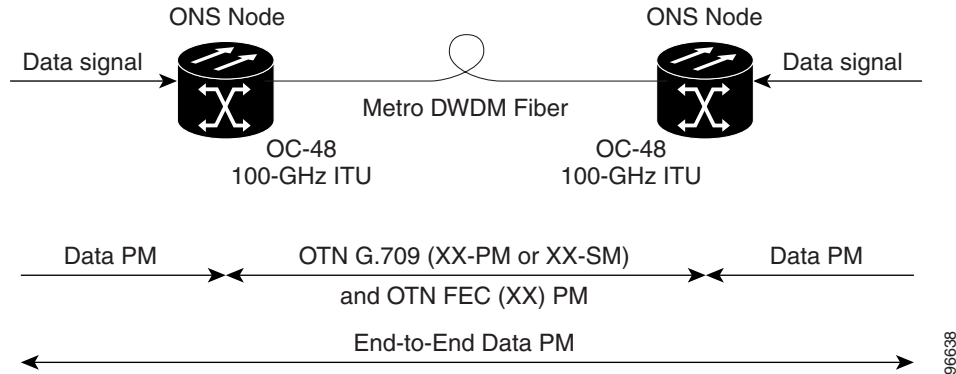 ONS Node
ONS Node
Data signal
Data signal
Metro DWDM Fiber
OC-48
100-GHz ITU
OC-48
100-GHz ITU
Data PM
OTN G.709 (XX-PM or XX-SM)
Data PM
and OTN FEC (XX) PM
End-to-End Data PM
96638